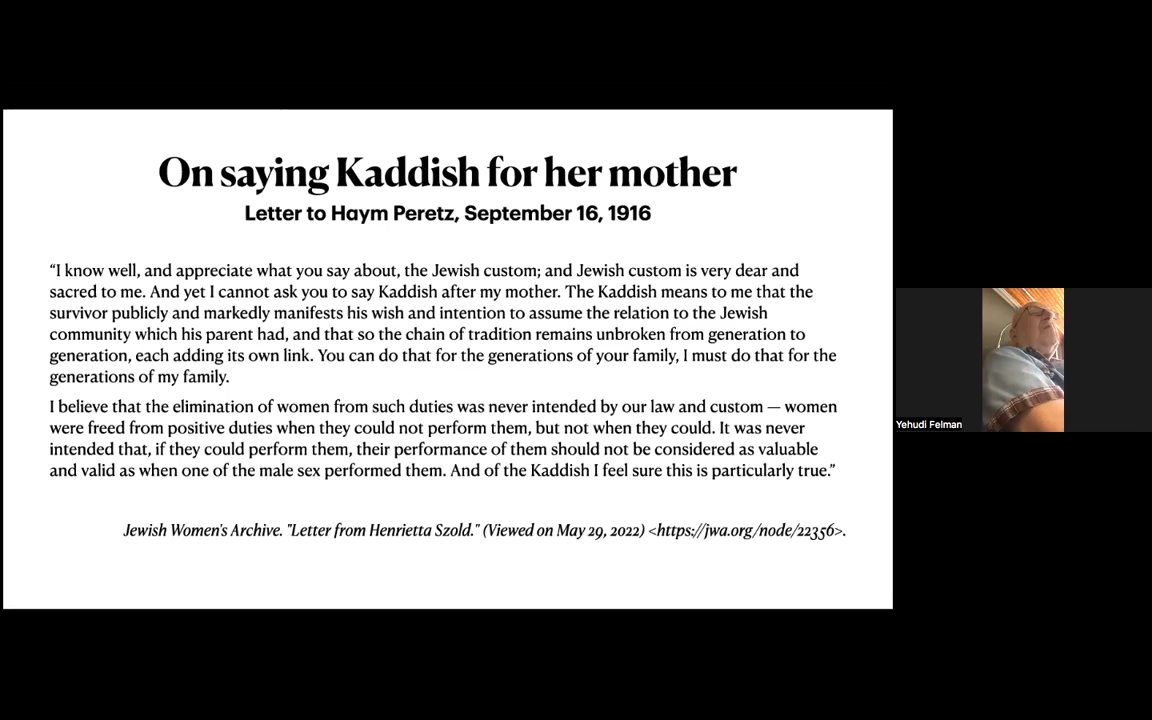 On saying Kaddish for her mother
Letter to Haym Peretz, September 16, 1916
“I know well, and appreciate what you say about, the Jewish custom; and Jewish custom is very dear and
sacred to me. And yet I cannot ask you to say Kaddish after my mother. The Kaddish means to me that the
survivor publicly and markedly manifests his wish and intention to assume the relation to the Jewish
community which his parent had, and that so the chain of tradition remains unbroken from generation to
generation, each adding its own link. You can do that for the generations of your family, I must do that for the
generations of my family.
I believe that the elimination of women from such duties was never intended by our law and custom — women
were freed from positive duties when they could not perform them, but not when they could. It was never
intended that, if they could perform them, their performance of them should not be considered as valuable
and valid as when one of the male sex performed them. And of the Kaddish I feel sure this is particularly true.”
Jewish Women's Archive. "Letter from Henrietta Szold." (Viewed on May 29, 2022) <https://jwa.org/node/22356>.
Yehudi Felman